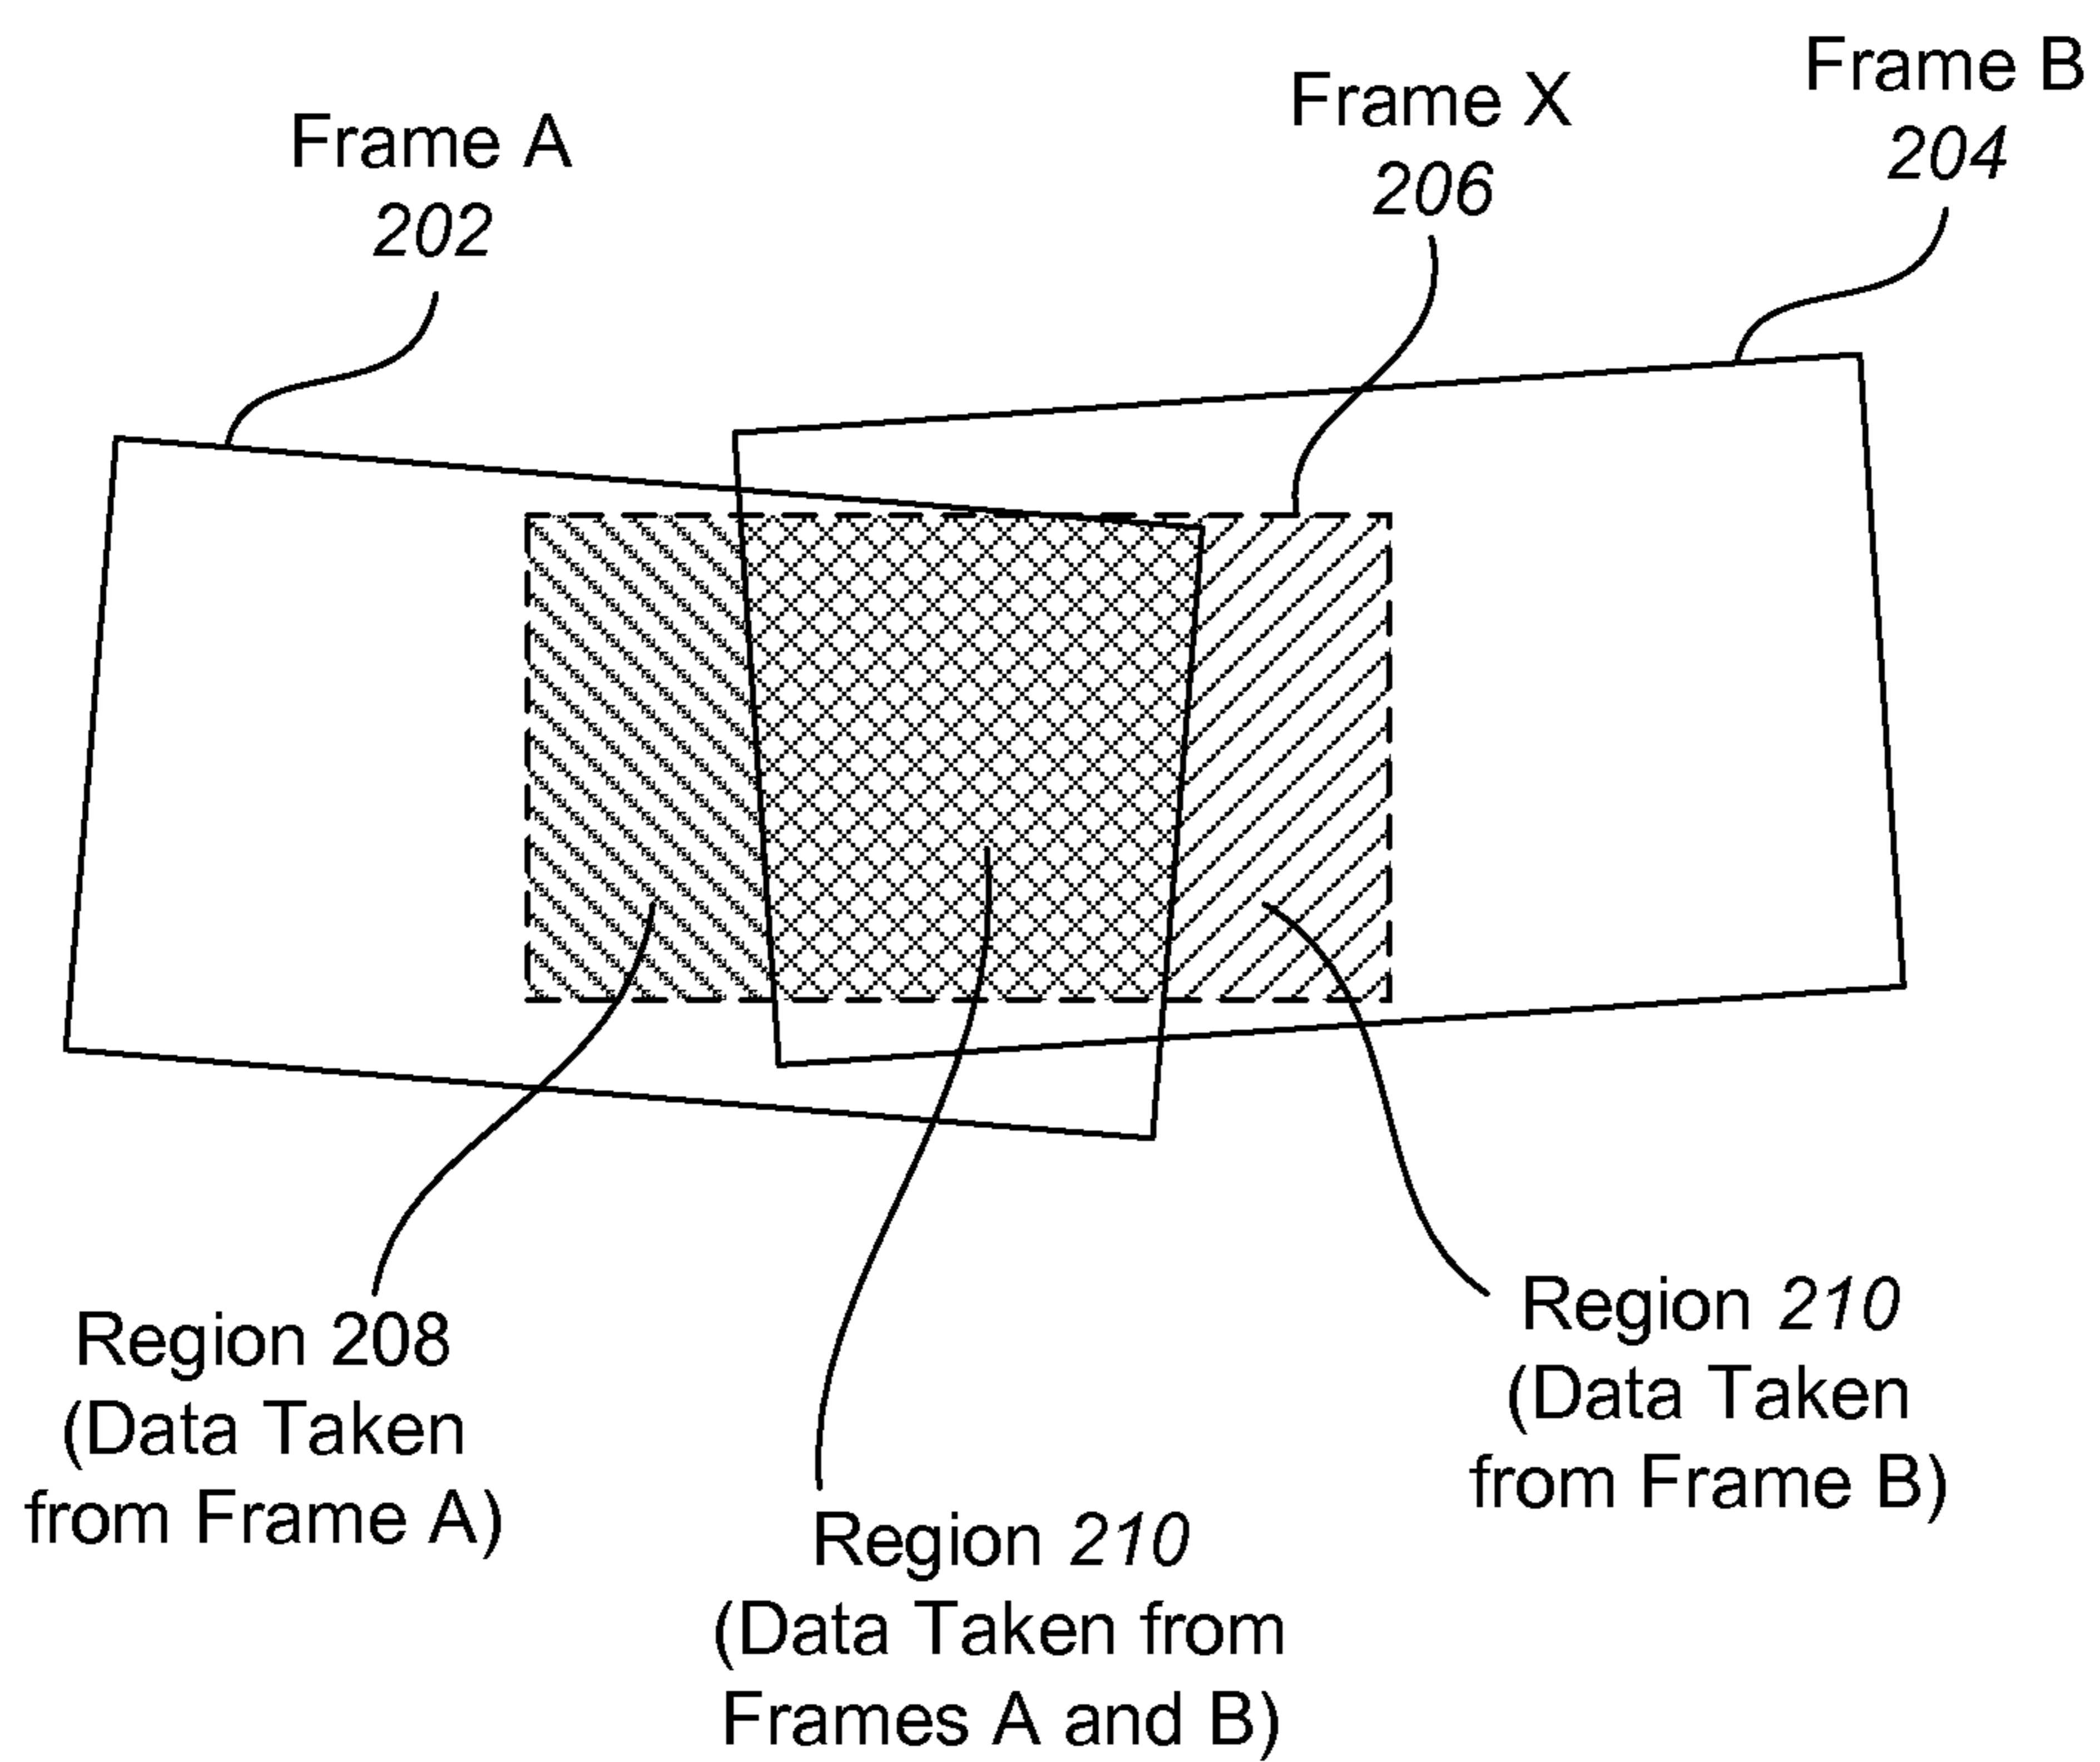 Frame A
202
Frame X
206
Frame B
204
Region 208
(Data Taken
from Frame A)
Region 210
(Data Taken from
Frames A and B)
Region 210
(Data Taken
from Frame B)